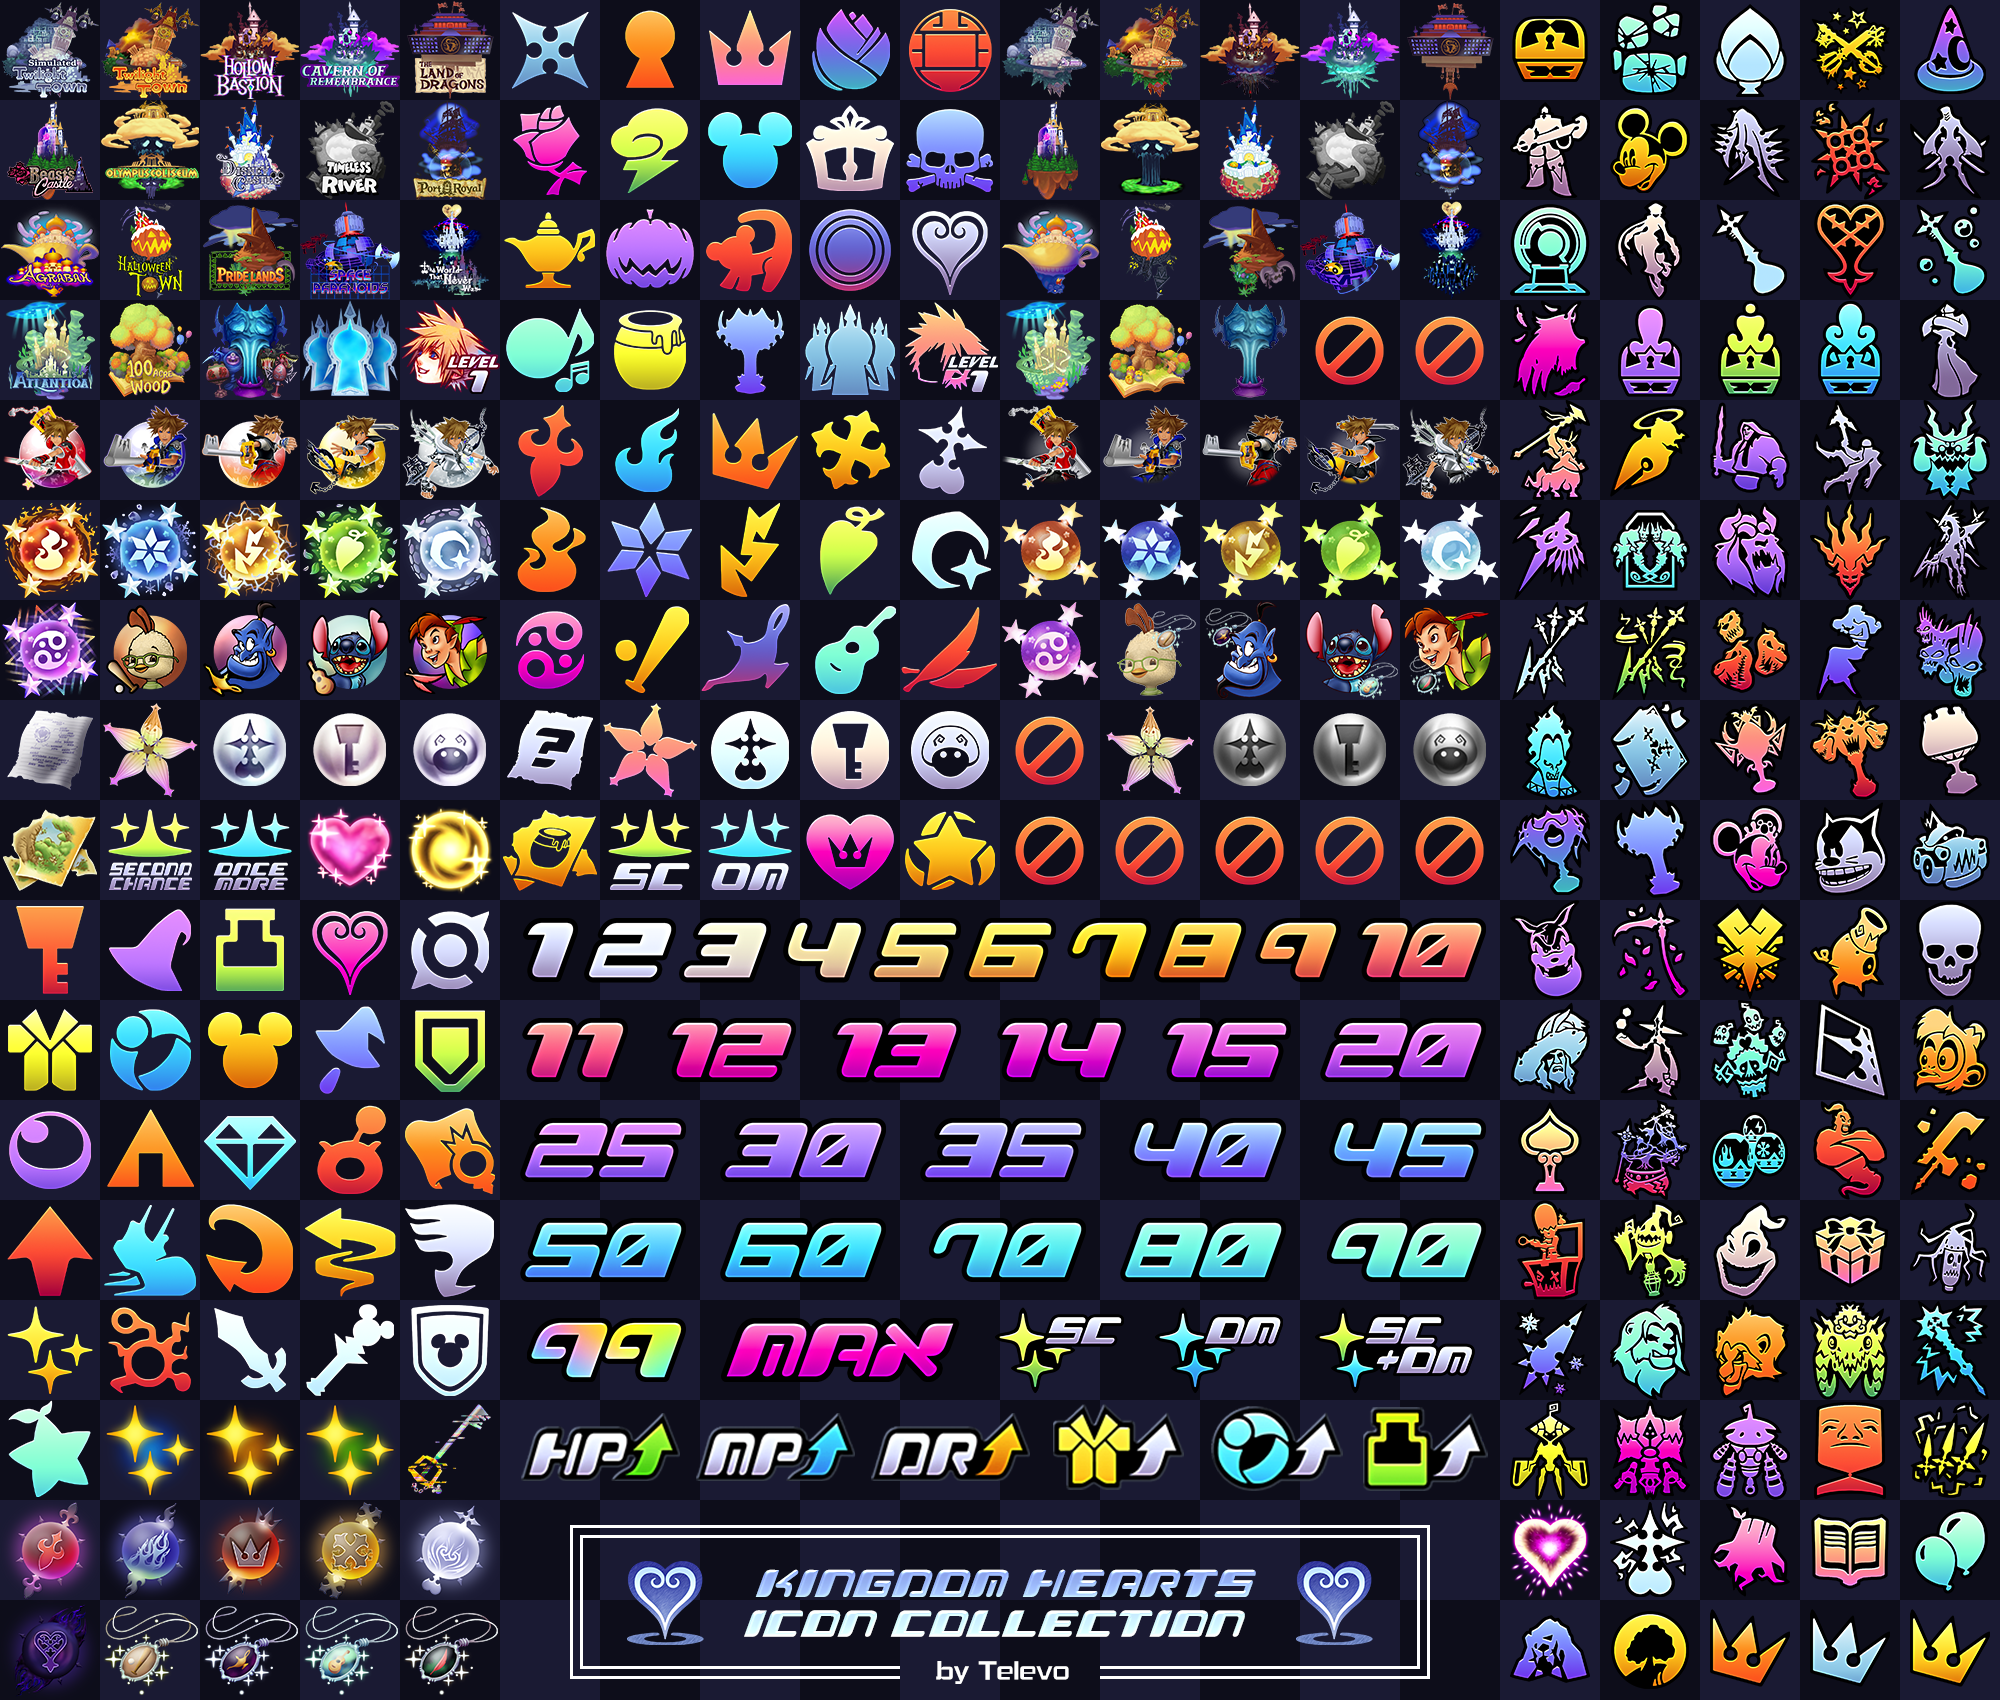 Simulated
Twilight
Town
Twilight
Town
HOLLOW
BASTION
CAVERN OF
REMEMBRANCE
THE
LAND OF
DRAGONS
Beast's
Castle
OLYMPUS COLISEUM
DISNEY
CASTLE
TIMELESS
RIVER
Port Royal
AGRABAH
HALLOWEEN
TOWN
PRIDE LANDS
SPACE
PARANOIDS
The World
That Never
Was
ATLANTICA
100 ACRE
WOOD
LEVEL
1
LEVEL
1
?
SECOND
CHANCE
ONCE
MORE
SC
OM
1 2 3 4 5 6 7 8 9 10
11 12 13 14 15 20
25 30 35 40 45
50 60 70 80 90
99 MAX SC OM SC
+OM
HP MP DR
KINGDOM HEARTS
ICON COLLECTION
by Televo